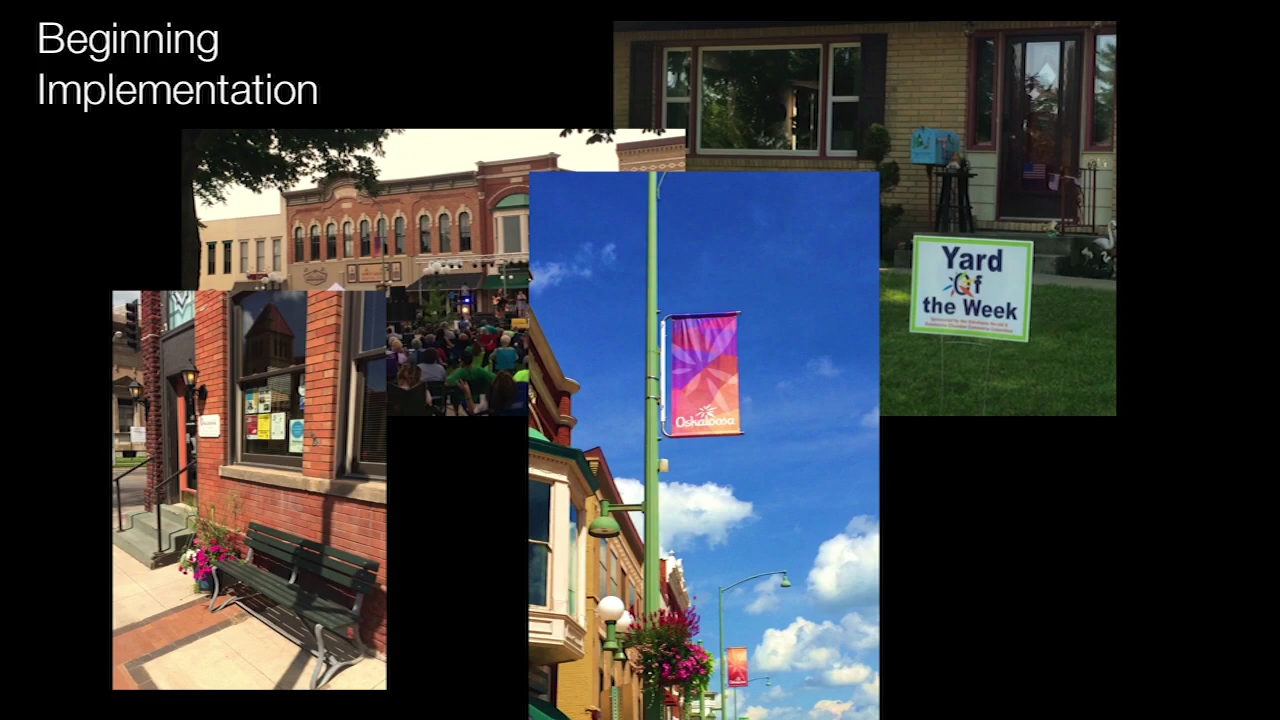 Beginning
Implementation
Yard
Of
the Week
Oskaloosa